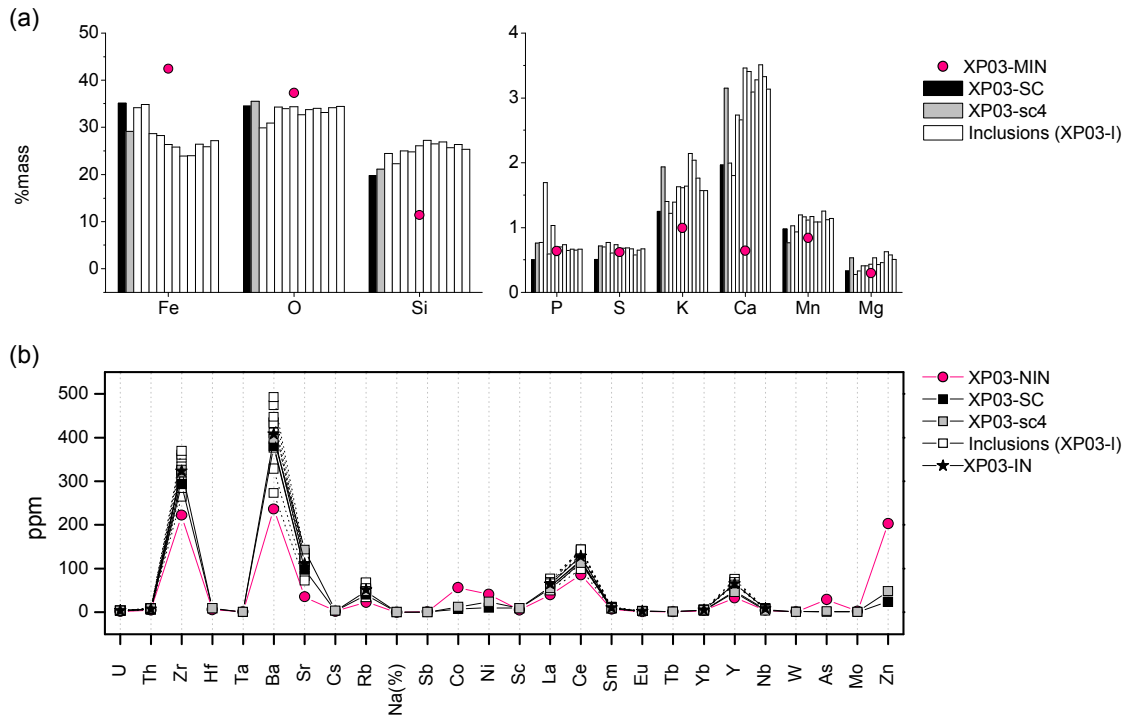 (a)
50
40
30
20
10
0
%mass
Fe O Si
4
3
2
1
0
P S K Ca Mn Mg
XP03-MIN
XP03-SC
XP03-sc4
Inclusions (XP03-I)
(b)
500
400
300
200
100
0
ppm
U Th Zr Hf Ta Ba Sr Cs Rb Na(%) Sb Co Ni Sc La Ce Sm Eu Tb Yb Y Nb W As Mo Zn
XP03-NIN
XP03-SC
XP03-sc4
Inclusions (XP03-I)
XP03-IN